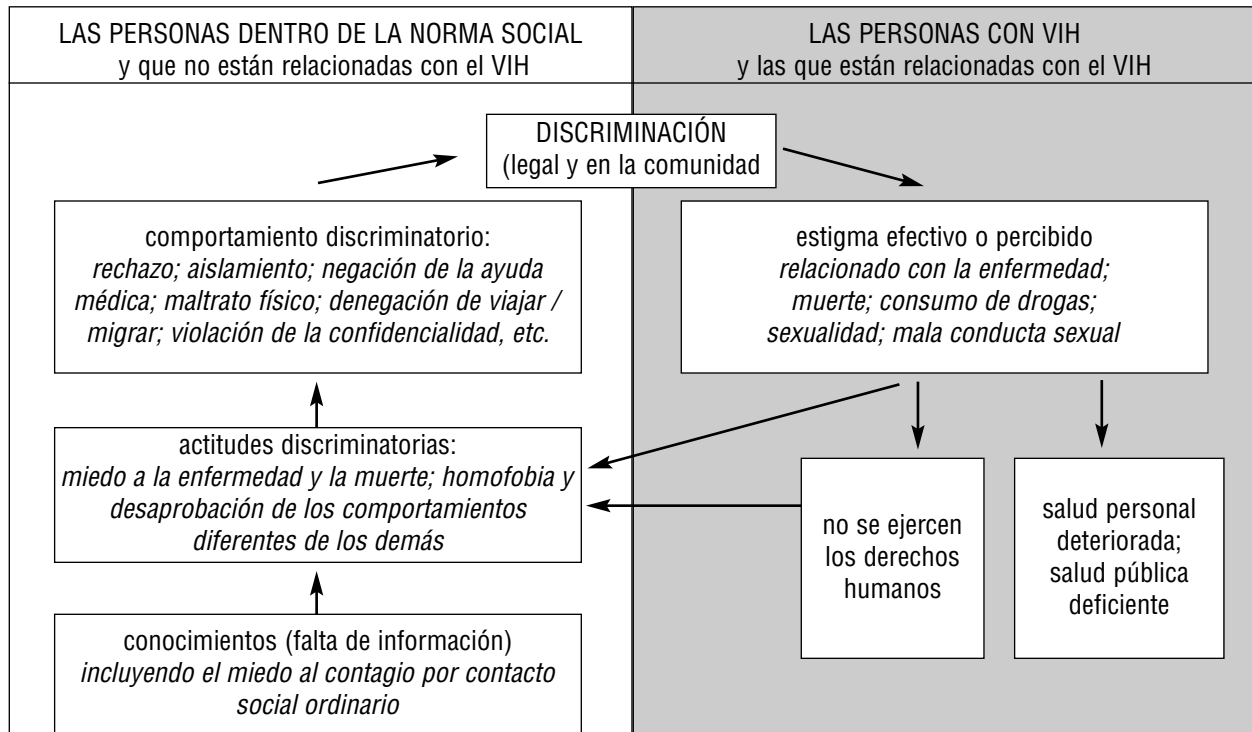 LAS PERSONAS DENTRO DE LA NORMA SOCIAL
y que no están relacionadas con el VIH
LAS PERSONAS CON VIH
y las que están relacionadas con el VIH
DISCRIMINACIÓN
(legal y en la comunidad
comportamiento discriminatorio:
rechazo; aislamiento; negación de la ayuda
médica; maltrato físico; denegación de viajar /
migrar; violación de la confidencialidad, etc.
estigma efectivo o percibido
relacionado con la enfermedad;
muerte; consumo de drogas;
sexualidad; mala conducta sexual
actitudes discriminatorias:
miedo a la enfermedad y la muerte; homofobia y
desaprobación de los comportamientos
diferentes de los demás
no se ejercen
los derechos
humanos
salud personal
deteriorada;
salud pública
deficiente
conocimientos (falta de información)
incluyendo el miedo al contagio por contacto
social ordinario